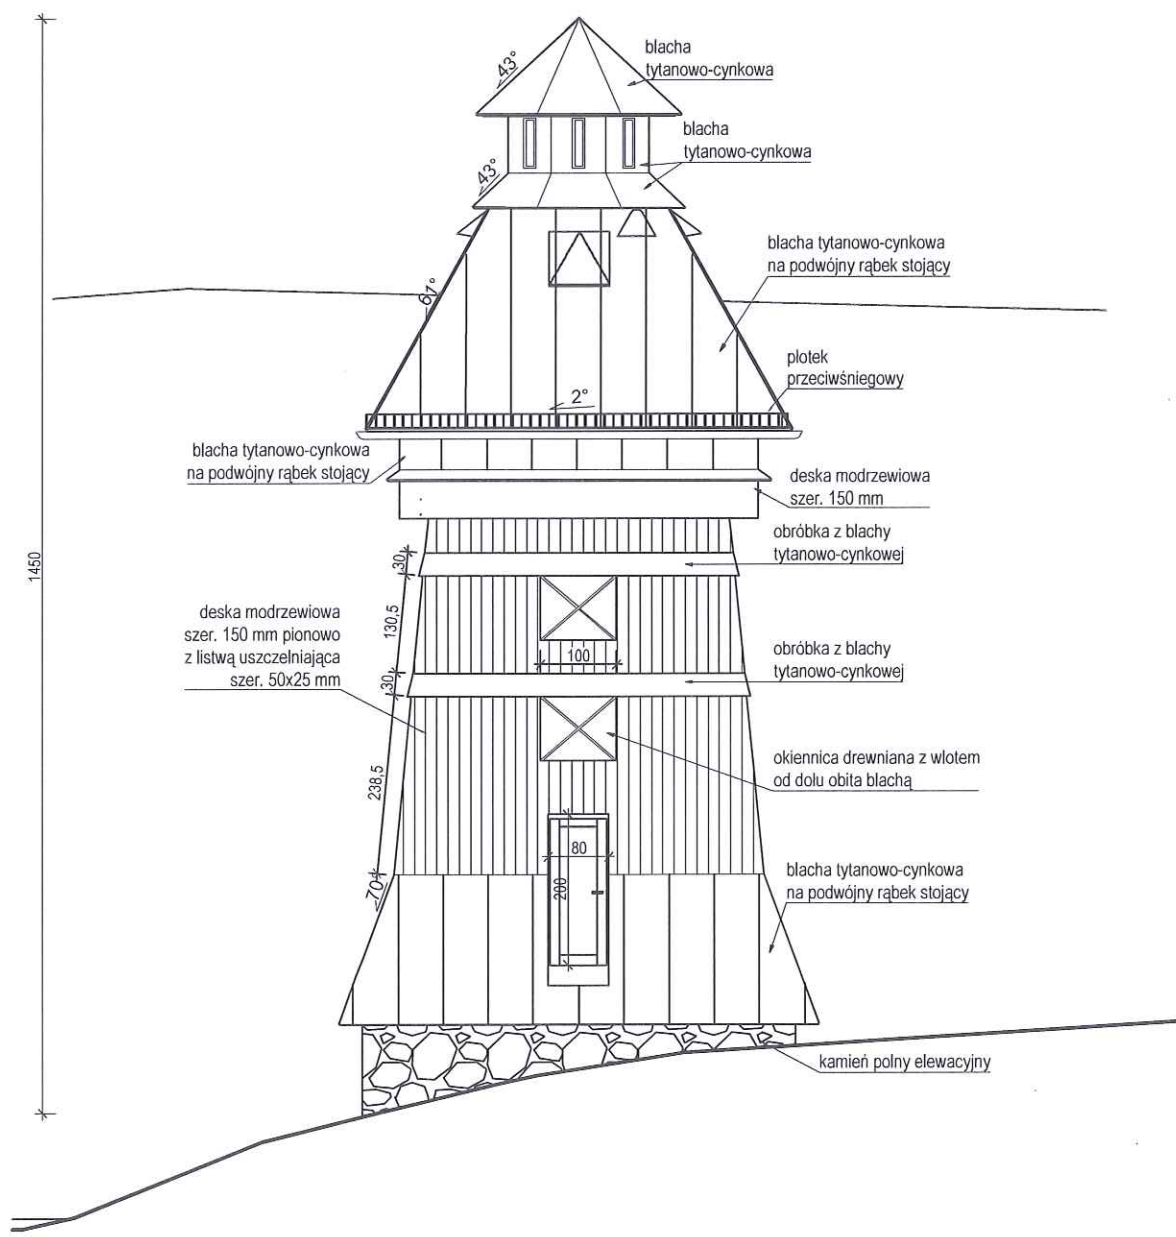 43°
blacha
tytanowo-cynkowa
blacha
tytanowo-cynkowa
43°
blacha tytanowo-cynkowa
na podwójny rąbek stojący
61°
płotek
przeciwśniegowy
2°
blacha tytanowo-cynkowa
na podwójny rąbek stojący
deska modrzewiowa
szer. 150 mm
obróbka z blachy
tytanowo-cynkowej
30
1450
130,5
deska modrzewiowa
szer. 150 mm pionowo
z listwą uszczelniająca
szer. 50x25 mm
100
obróbka z blachy
tytanowo-cynkowej
30
okiennica drewniana z wlotem
od dołu obita blachą
238,5
80
200
70°
blacha tytanowo-cynkowa
na podwójny rąbek stojący
kamień polny elewacyjny